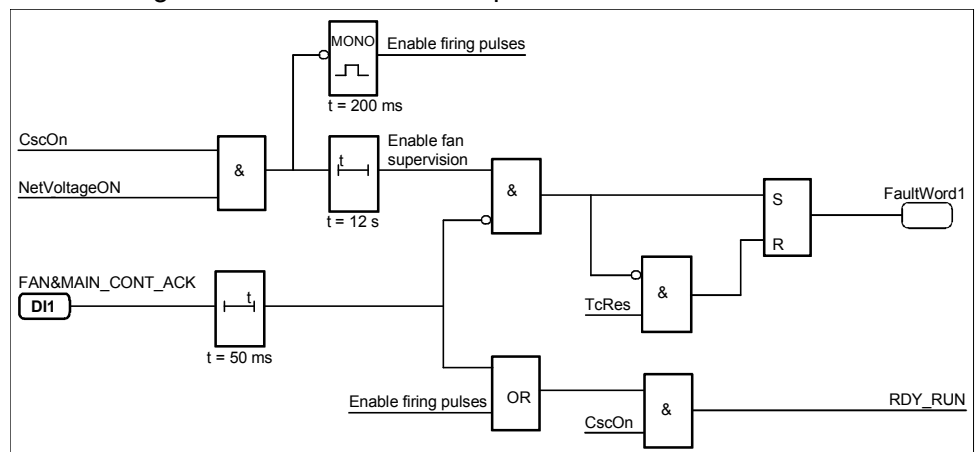 MONO
Enable firing pulses
t = 200 ms
CscOn
NetVoltageON
&
t
Enable fan
supervision
t = 12 s
&
S
R
FaultWord1
FAN&MAIN_CONT_ACK
DI1
t
t = 50 ms
&
TcRes
Enable firing pulses
OR
CscOn
&
RDY_RUN